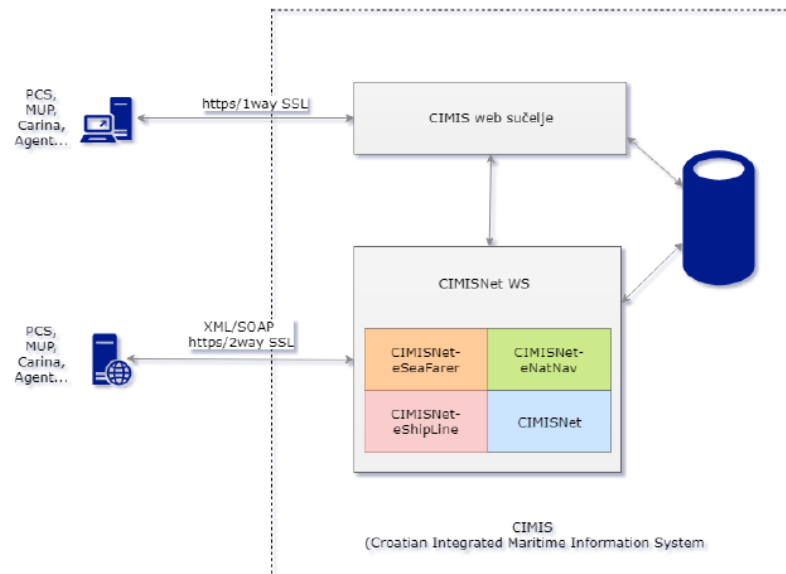 PCS,
MUP,
Carina,
Agent...
https/1way SSL
CIMIS web sučelje
CIMISNet WS
PCS,
MUP,
Carina,
Agent...
XML/SOAP
https/2way SSL
CIMISNet-
eSeaFarer
CIMISNet-
eNatNav
CIMISNet-
eShipLine
CIMISNet
CIMIS
(Croatian Integrated Maritime Information System